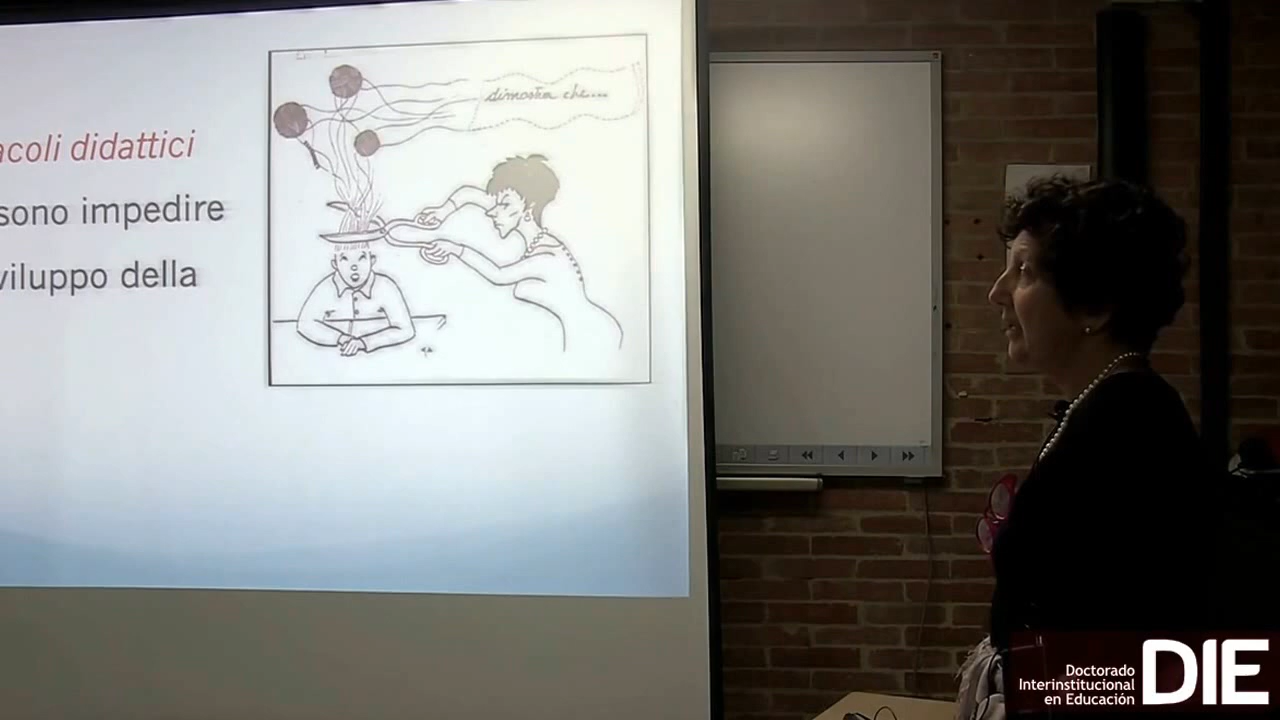 acoli didattici
sono impedire
viluppo della
dimostra che...
Doctorado
Interinstitucional
en Educación
DIE